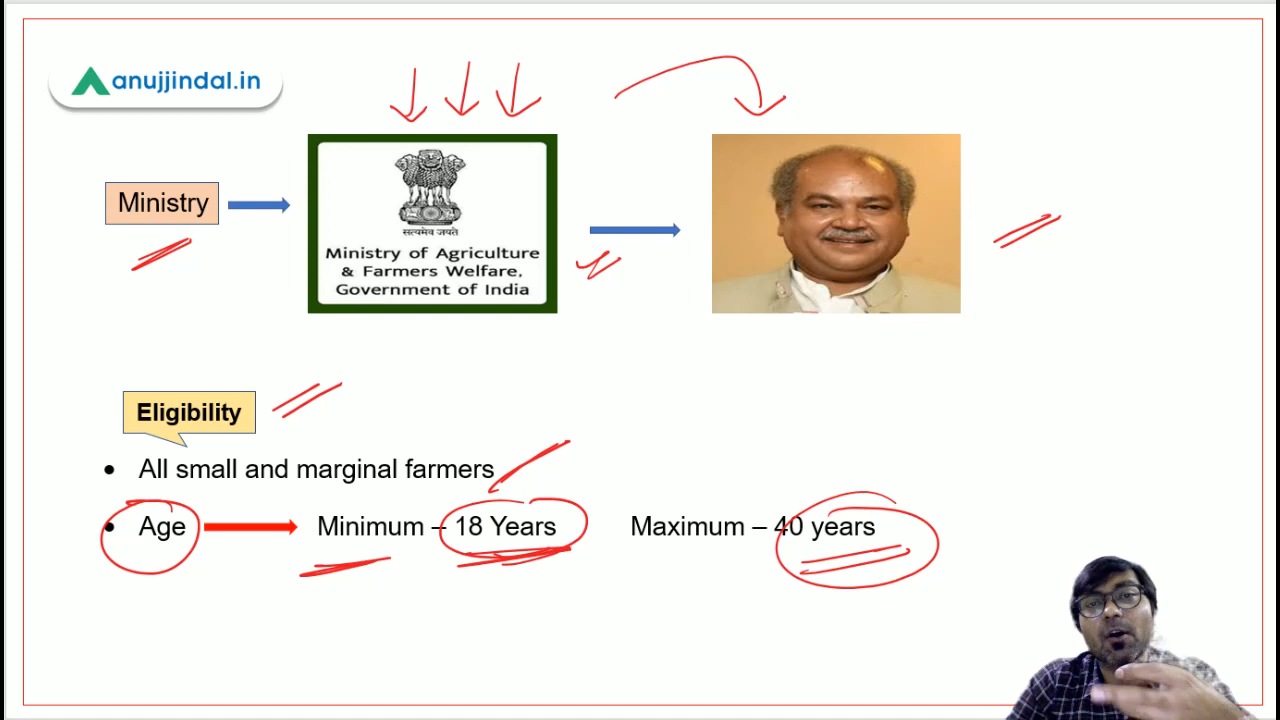 anujjindal.in
Ministry
सत्यमेव जयते
Ministry of Agriculture
& Farmers Welfare,
Government of India
Eligibility
• All small and marginal farmers
• Age Minimum – 18 Years Maximum – 40 years